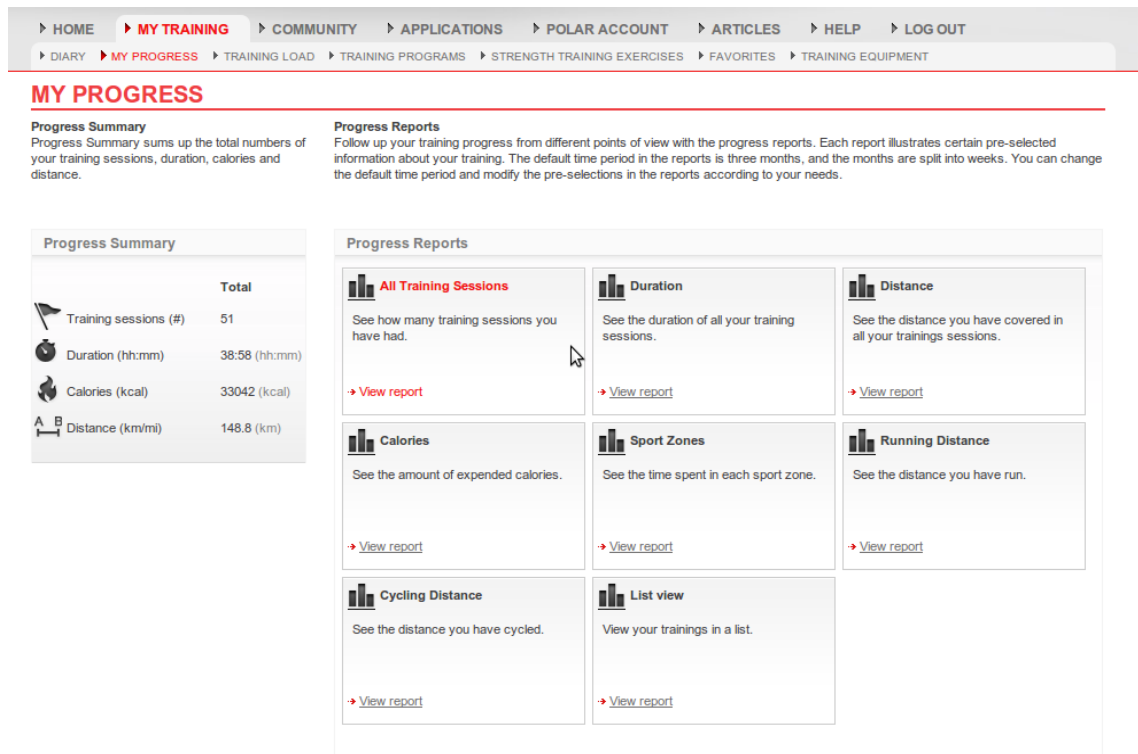 HOME MY TRAINING COMMUNITY APPLICATIONS POLAR ACCOUNT ARTICLES HELP LOG OUT
DIARY MY PROGRESS TRAINING LOAD TRAINING PROGRAMS STRENGTH TRAINING EXERCISES FAVORITES TRAINING EQUIPMENT
MY PROGRESS
Progress Summary
Progress Summary sums up the total numbers of
your training sessions, duration, calories and
distance.
Progress Reports
Follow up your training progress from different points of view with the progress reports. Each report illustrates certain pre-selected
information about your training. The default time period in the reports is three months, and the months are split into weeks. You can change
the default time period and modify the pre-selections in the reports according to your needs.
Progress Summary
Total
Training sessions (#) 51
Duration (hh:mm) 38:58 (hh:mm)
Calories (kcal) 33042 (kcal)
A B
Distance (km/mi) 148.8 (km)
Progress Reports
All Training Sessions
See how many training sessions you
have had.
View report
Duration
See the duration of all your training
sessions.
View report
Distance
See the distance you have covered in
all your trainings sessions.
View report
Calories
See the amount of expended calories.
View report
Sport Zones
See the time spent in each sport zone.
View report
Running Distance
See the distance you have run.
View report
Cycling Distance
See the distance you have cycled.
View report
List view
View your trainings in a list.
View report